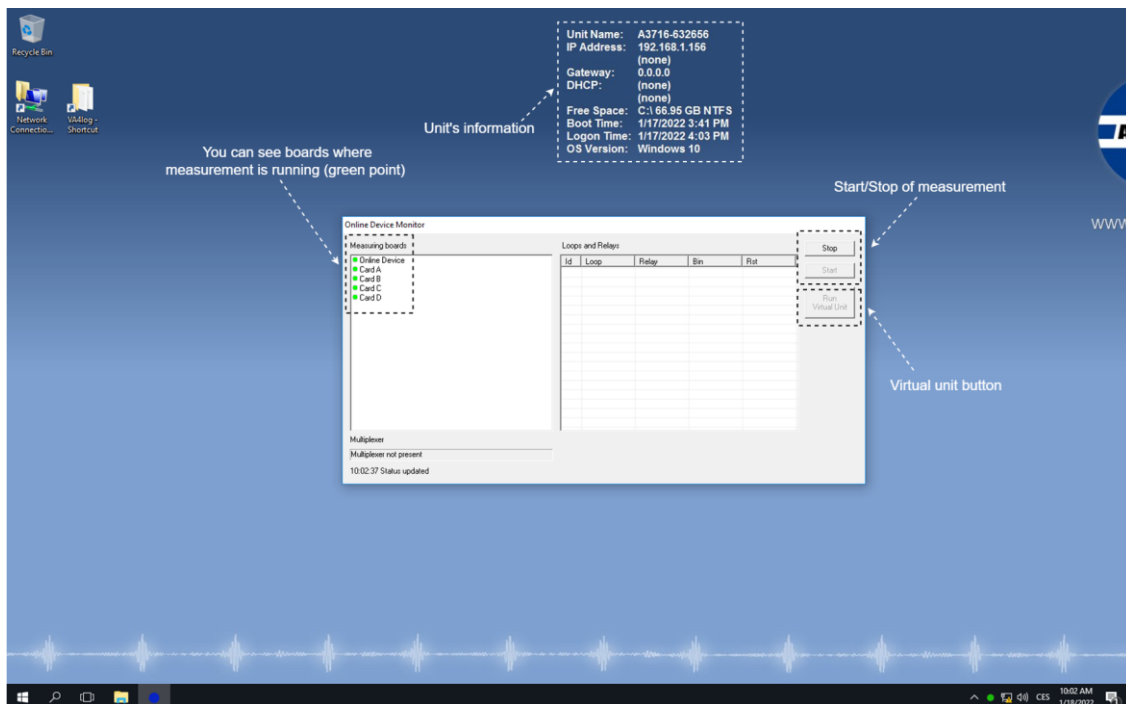 Recycle Bin
Network
Connectio...
VA4log -
Shortcut
Unit Name: A3716-632656
IP Address: 192.168.1.156
(none)
Gateway: 0.0.0.0
DHCP: (none)
(none)
Free Space: C:\ 66.95 GB NTFS
Boot Time: 1/17/2022 3:41 PM
Logon Time: 1/17/2022 4:03 PM
OS Version: Windows 10
Unit's information
You can see boards where
measurement is running (green point)
Start/Stop of measurement
WWW
Online Device Monitor
Measuring boards
Online Device
Card A
Card B
Card C
Card D
Loops and Relays
Id Loop Relay Bin Rst
Stop
Start
Run
Virtual Unit
Virtual unit button
Multiplexer
Multiplexer not present
10:02:37 Status updated
CES
10:02 AM
1/18/2022